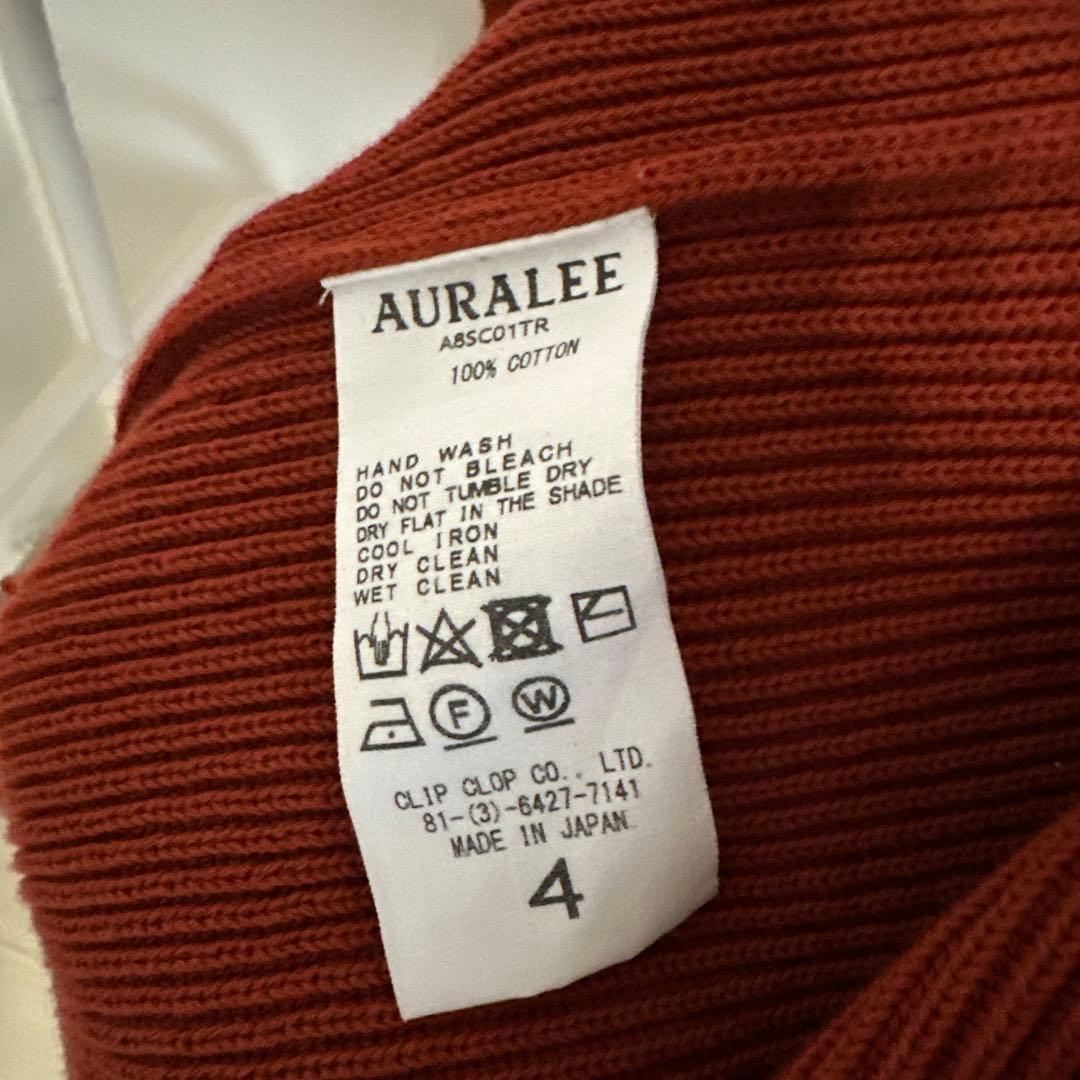 AURALEE
A8SC01TR
100% COTTON
HAND WASH
DO NOT BLEACH
DO NOT TUMBLE DRY
DRY FLAT IN THE SHADE
COOL IRON
DRY CLEAN
WET CLEAN
F W
CLIP CLOP CO., LTD.
81-(3)-6427-7141
MADE IN JAPAN
4